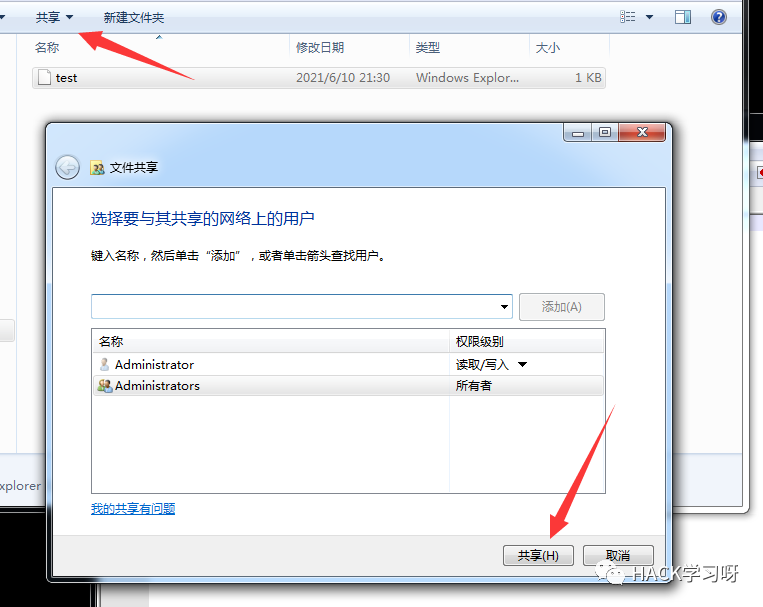 共享 新建文件夹
名称 修改日期 类型 大小
test 2021/6/10 21:30 Windows Explor... 1 KB
文件共享
选择要与其共享的网络上的用户
键入名称，然后单击“添加”，或者单击箭头查找用户。
添加(A)
名称 权限级别
Administrator 读取/写入
Administrators 所有者
xplorer
我的共享有问题
共享(H) 取消
HACK学习呀